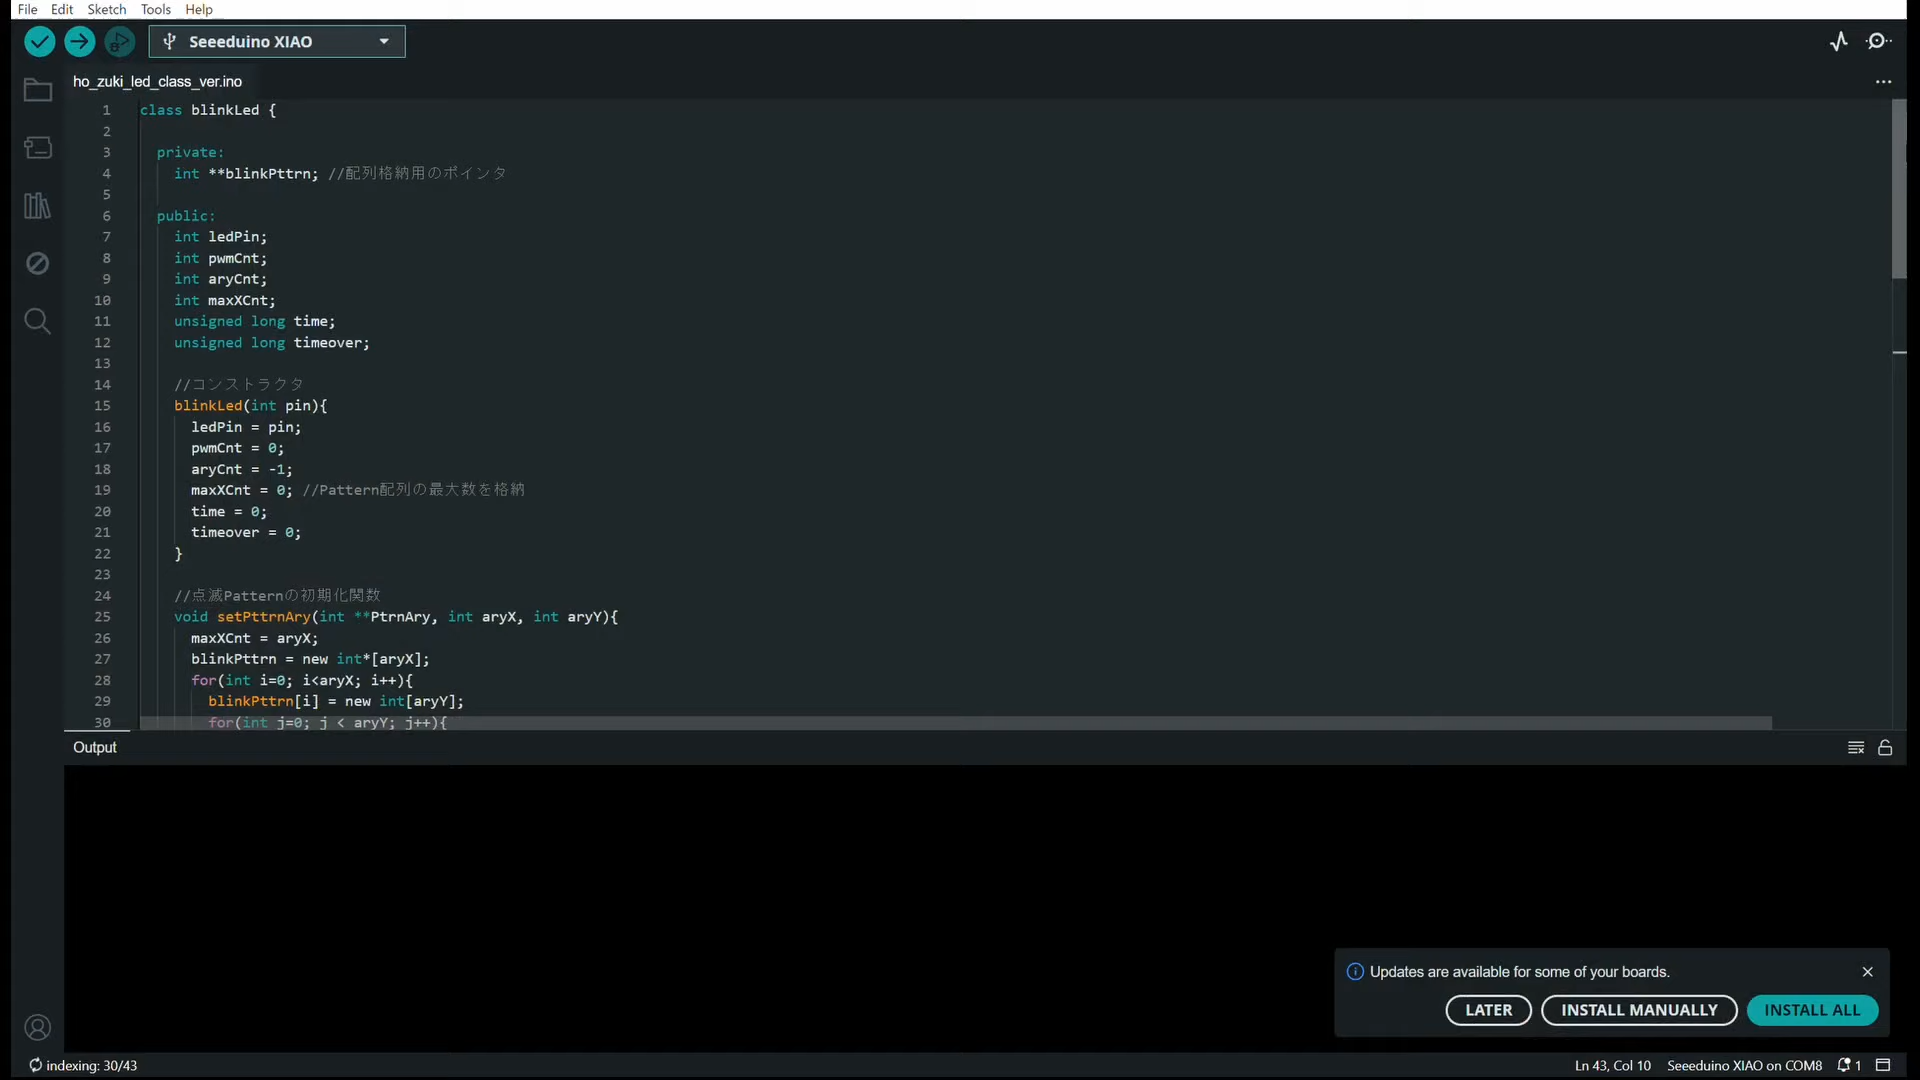 File Edit Sketch Tools Help
Seeeduino XIAO
ho_zuki_led_class_ver.ino
1 class blinkLed {
2
3 private:
4 int **blinkPttrn; //配列格納用のポインタ
5
6 public:
7 int ledPin;
8 int pwmCnt;
9 int aryCnt;
10 int maxXCnt;
11 unsigned long time;
12 unsigned long timeover;
13
14 //コンストラクタ
15 blinkLed(int pin){
16 ledPin = pin;
17 pwmCnt = 0;
18 aryCnt = -1;
19 maxXCnt = 0; //Pattern配列の最大数を格納
20 time = 0;
21 timeover = 0;
22 }
23
24 //点滅Patternの初期化関数
25 void setPttrnAry(int **PtrnAry, int aryX, int aryY){
26 maxXCnt = aryX;
27 blinkPttrn = new int*[aryX];
28 for(int i=0; i<aryX; i++){
29 blinkPttrn[i] = new int[aryY];
30 for(int j=0; j < aryY; j++){
Output
Updates are available for some of your boards.
LATER INSTALL MANUALLY INSTALL ALL
indexing: 30/43 Ln 43, Col 10 Seeeduino XIAO on COM8 1